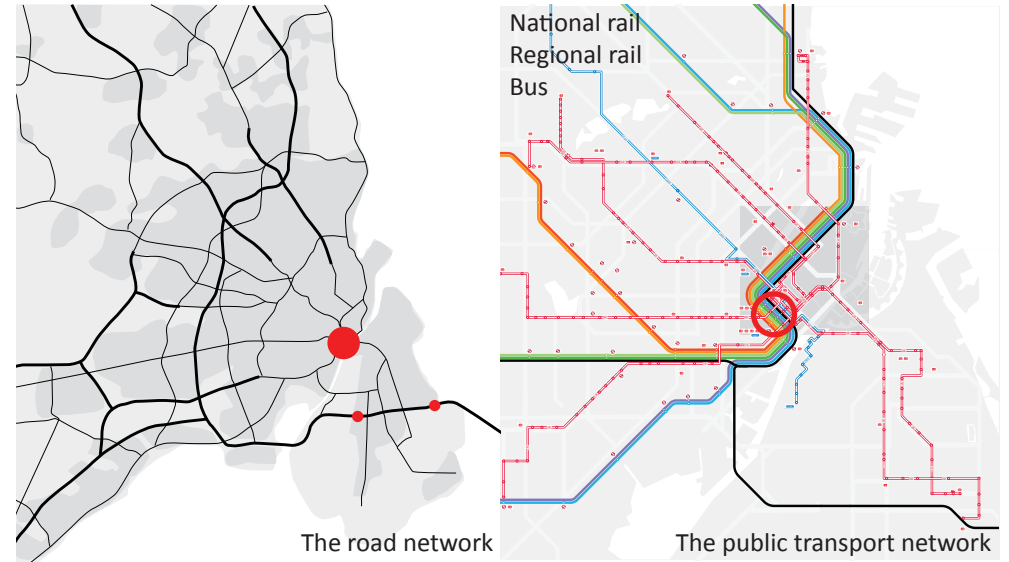 National rail
Regional rail
Bus
The road network
The public transport network